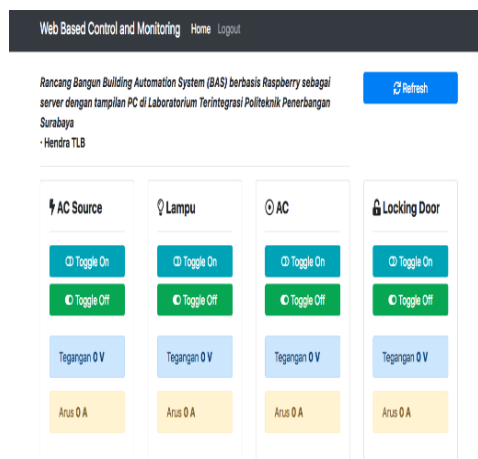 Web Based Control and Monitoring Home Logout
Rancang Bangun Building Automation System (BAS) berbasis Raspberry sebagai
server dengan tampilan PC di Laboratorium Terintegrasi Politeknik Penerbangan
Surabaya
- Hendra TLB
Refresh
AC Source
Toggle On
Toggle Off
Tegangan 0 V
Arus 0 A
Lampu
Toggle On
Toggle Off
Tegangan 0 V
Arus 0 A
AC
Toggle On
Toggle Off
Tegangan 0 V
Arus 0 A
Locking Door
Toggle On
Toggle Off
Tegangan 0 V
Arus 0 A